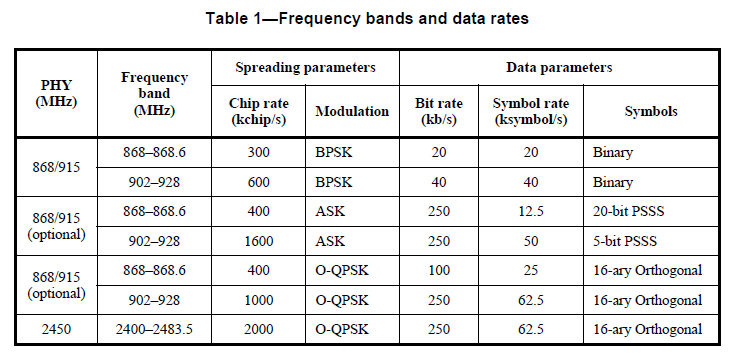 Table 1—Frequency bands and data rates
PHY (MHz) Frequency band (MHz) Spreading parameters Data parameters
Chip rate (kchip/s) Modulation Bit rate (kb/s) Symbol rate (ksymbol/s) Symbols
868/915 868–868.6 300 BPSK 20 20 Binary
902–928 600 BPSK 40 40 Binary
868/915 (optional) 868–868.6 400 ASK 250 12.5 20-bit PSSS
902–928 1600 ASK 250 50 5-bit PSSS
868/915 (optional) 868–868.6 400 O-QPSK 100 25 16-ary Orthogonal
902–928 1000 O-QPSK 250 62.5 16-ary Orthogonal
2450 2400–2483.5 2000 O-QPSK 250 62.5 16-ary Orthogonal